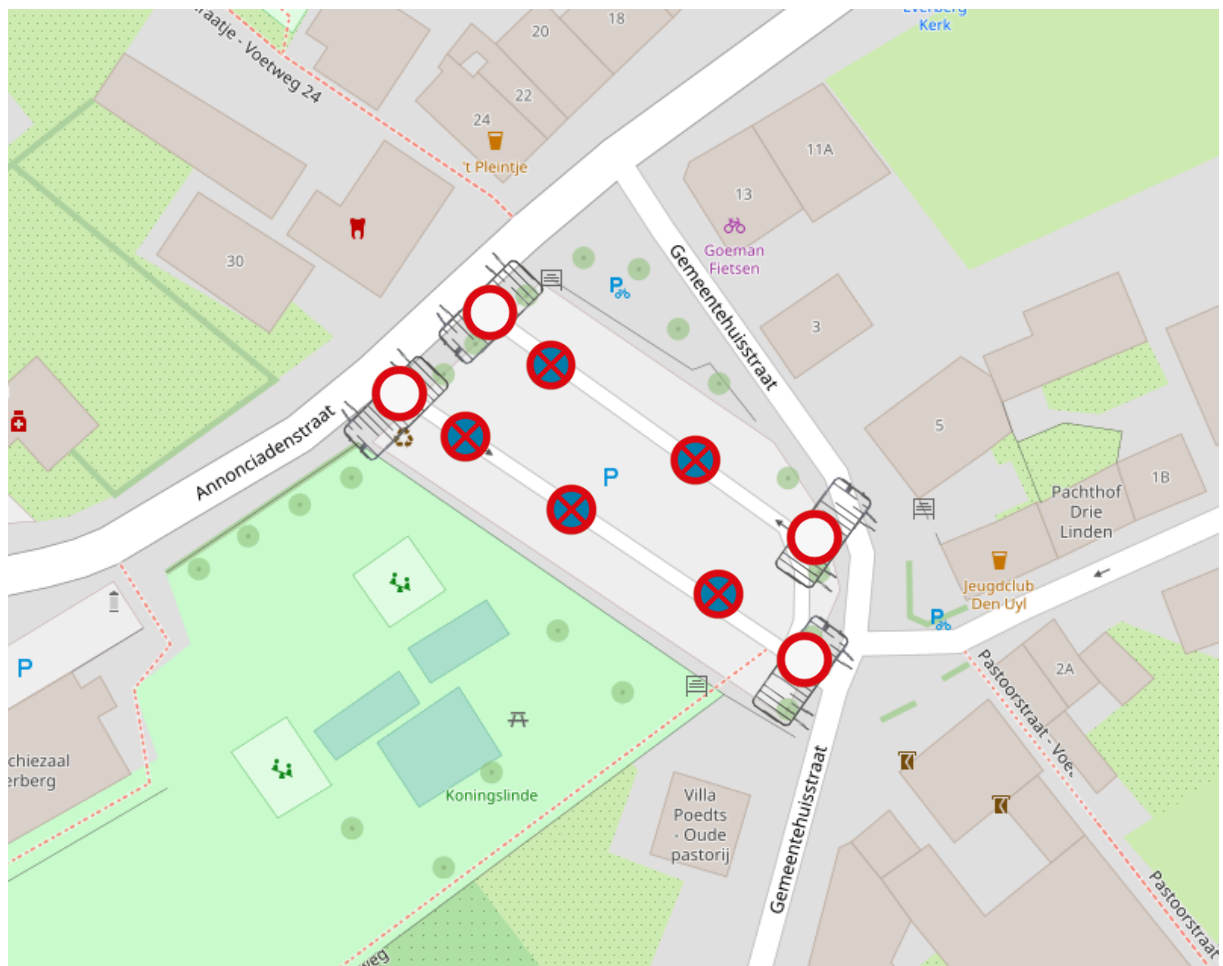 Everberg
Kerk
raatje - Voetweg 24
20
18
22
24
't Pleintje
11A
13
Goeman
Fietsen
30
Gemeentehuisstraat
3
Annonciadenstraat
5
P
P
1B
Pachthof
Drie
Linden
Jeugdclub
Den Uyl
P
P
2A
Pastoorstraat - Voe
chiezaal
erberg
Koningslinde
Villa
Poedts
- Oude
pastorij
Gemeentehuisstraat
Pastoorstraat
weg